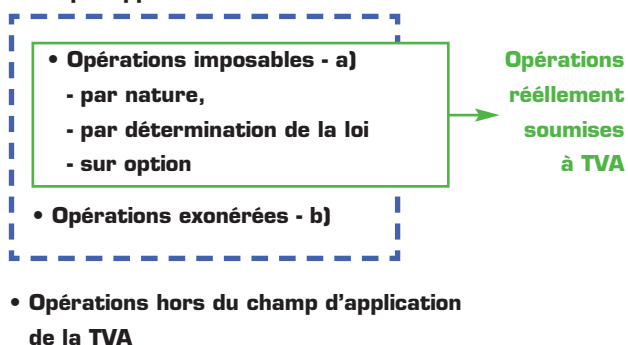 • Opérations imposables - a)
- par nature,
- par détermination de la loi
- sur option
Opérations
rééllement
soumises
à TVA
• Opérations exonérées - b)
• Opérations hors du champ d’application
de la TVA